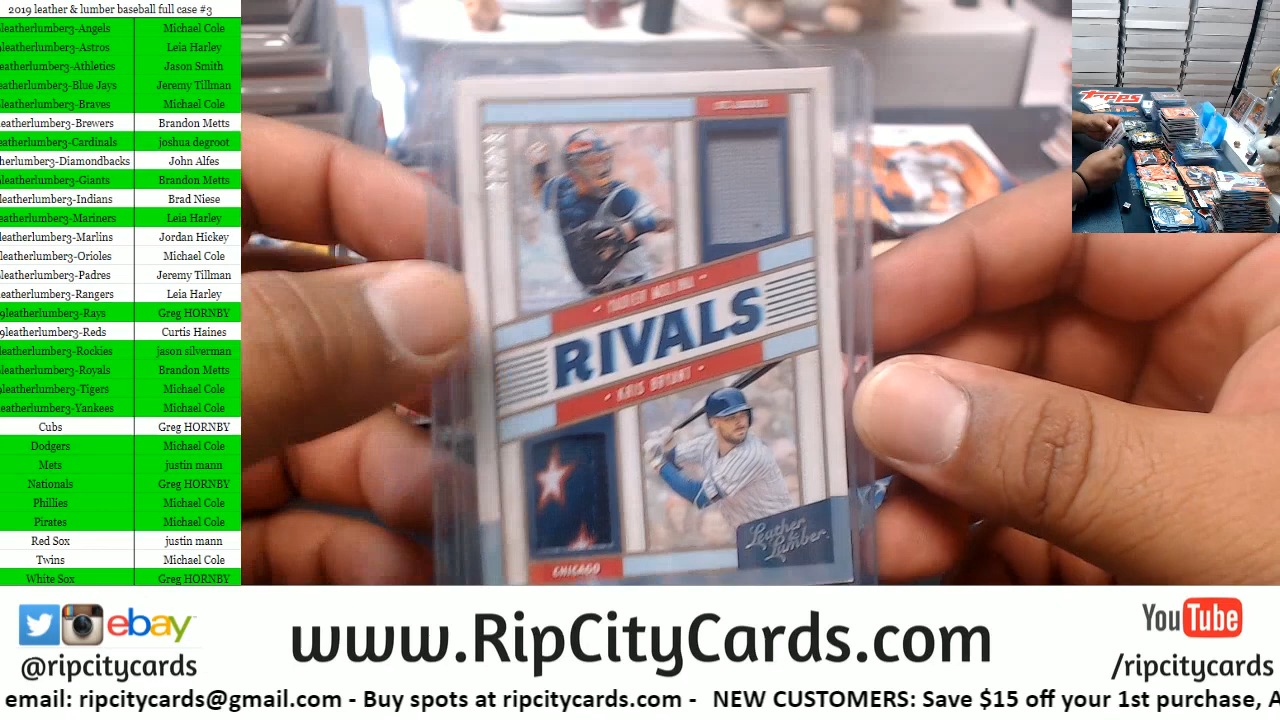 2019 leather & lumber baseball full case #3
leatherlumber3-Angels Michael Cole
leatherlumber3-Astros Leia Harley
leatherlumber3-Athletics Jason Smith
eatherlumber3-Blue Jays Jeremy Tillman
leatherlumber3-Braves Michael Cole
leatherlumber3-Brewers Brandon Metts
leatherlumber3-Cardinals joshua degroot
herlumber3-Diamondbacks John Alfes
leatherlumber3-Giants Brandon Metts
leatherlumber3-Indians Brad Niese
leatherlumber3-Mariners Leia Harley
leatherlumber3-Marlins Jordan Hickey
leatherlumber3-Orioles Michael Cole
leatherlumber3-Padres Jeremy Tillman
leatherlumber3-Rangers Leia Harley
9leatherlumber3-Rays Greg HORNBY
9leatherlumber3-Reds Curtis Haines
leatherlumber3-Rockies jason silverman
leatherlumber3-Royals Brandon Metts
9leatherlumber3-Tigers Michael Cole
leatherlumber3-Yankees Michael Cole
Cubs Greg HORNBY
Dodgers Michael Cole
Mets justin mann
Nationals Greg HORNBY
Phillies Michael Cole
Pirates Michael Cole
Red Sox justin mann
Twins Michael Cole
White Sox Greg HORNBY
Topps
YADIER MOLINA
RIVALS
KRIS BRYANT
CHICAGO
Leather & Lumber
ebay
@ripcitycards
www.RipCityCards.com
YouTube
/ripcitycards
email: ripcitycards@gmail.com - Buy spots at ripcitycards.com - NEW CUSTOMERS: Save $15 off your 1st purchase, A